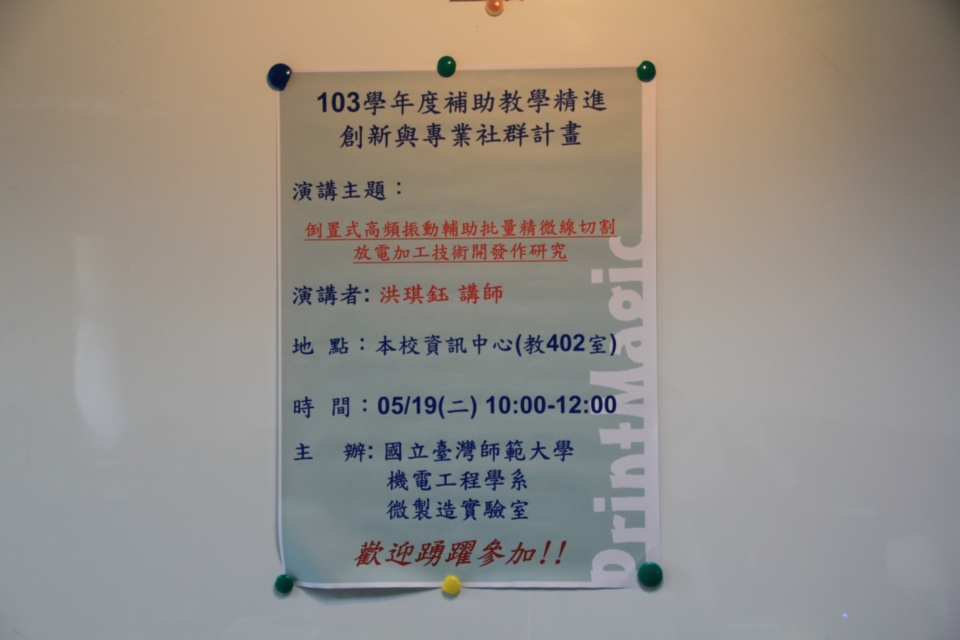 103學年度補助教學精進
創新與專業社群計畫
演講主題：
倒置式高頻振動輔助批量精微線切割
放電加工技術開發作研究
演講者: 洪琪鈺 講師
地 點：本校資訊中心(教402室)
時 間：05/19(二) 10:00-12:00
主 辦: 國立臺灣師範大學
機電工程學系
微製造實驗室
歡迎踴躍參加!!
printMagic